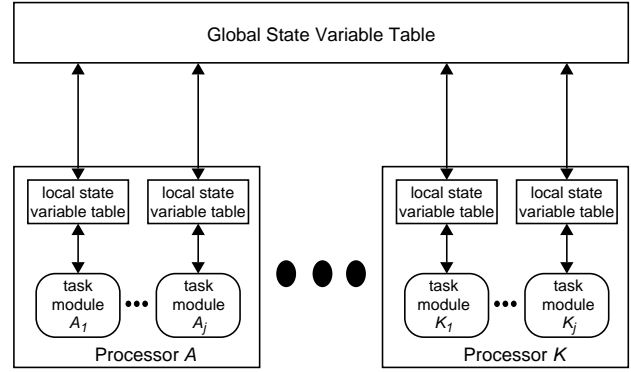 Global State Variable Table
local state
variable table
local state
variable table
local state
variable table
local state
variable table
task
module
A1
task
module
Aj
task
module
K1
task
module
Kj
Processor A
Processor K